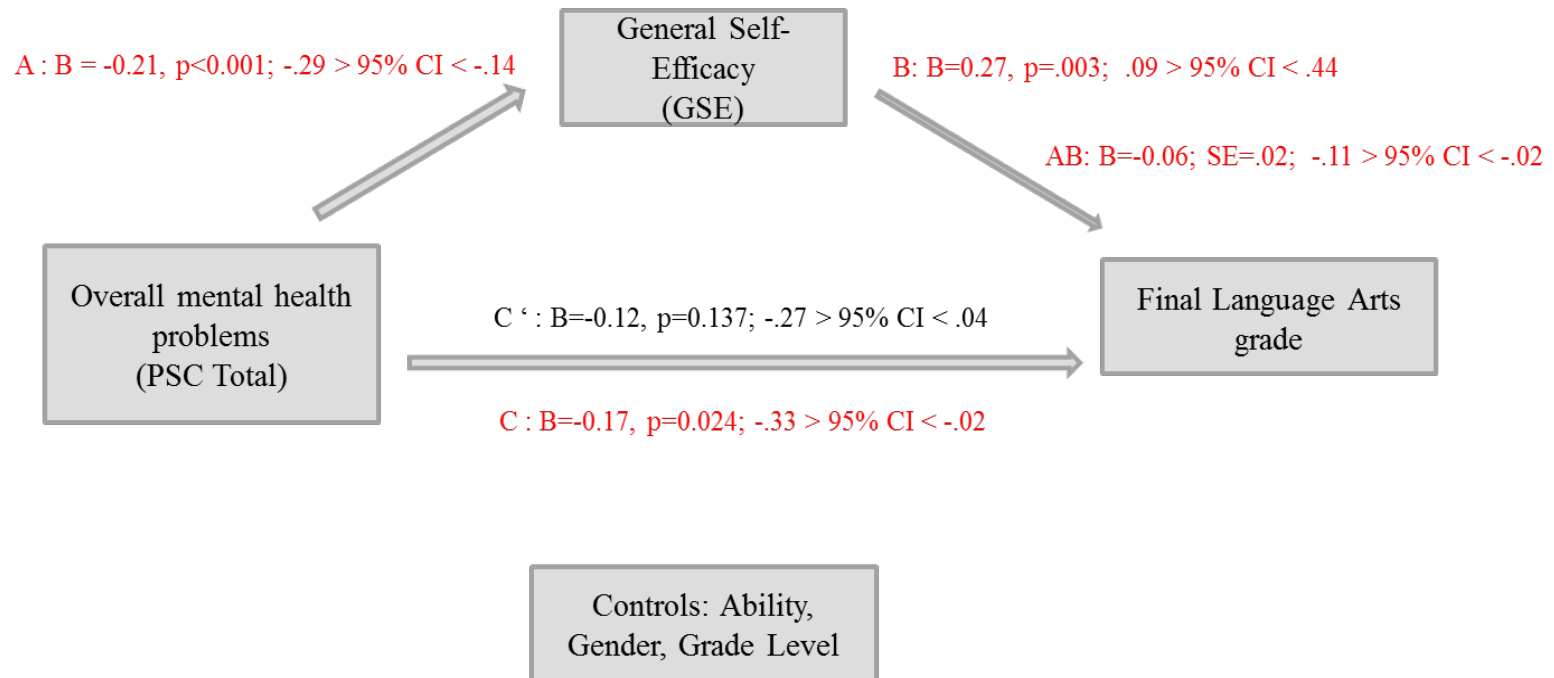 General Self-
Efficacy
(GSE)
A : B = -0.21, p<0.001; -.29 > 95% CI < -.14
B: B=0.27, p=.003;  .09 > 95% CI < .44
AB: B=-0.06; SE=.02;  -.11 > 95% CI < -.02
Overall mental health
problems
(PSC Total)
C ‘ : B=-0.12, p=0.137; -.27 > 95% CI < .04
C : B=-0.17, p=0.024; -.33 > 95% CI < -.02
Final Language Arts
grade
Controls: Ability,
Gender, Grade Level